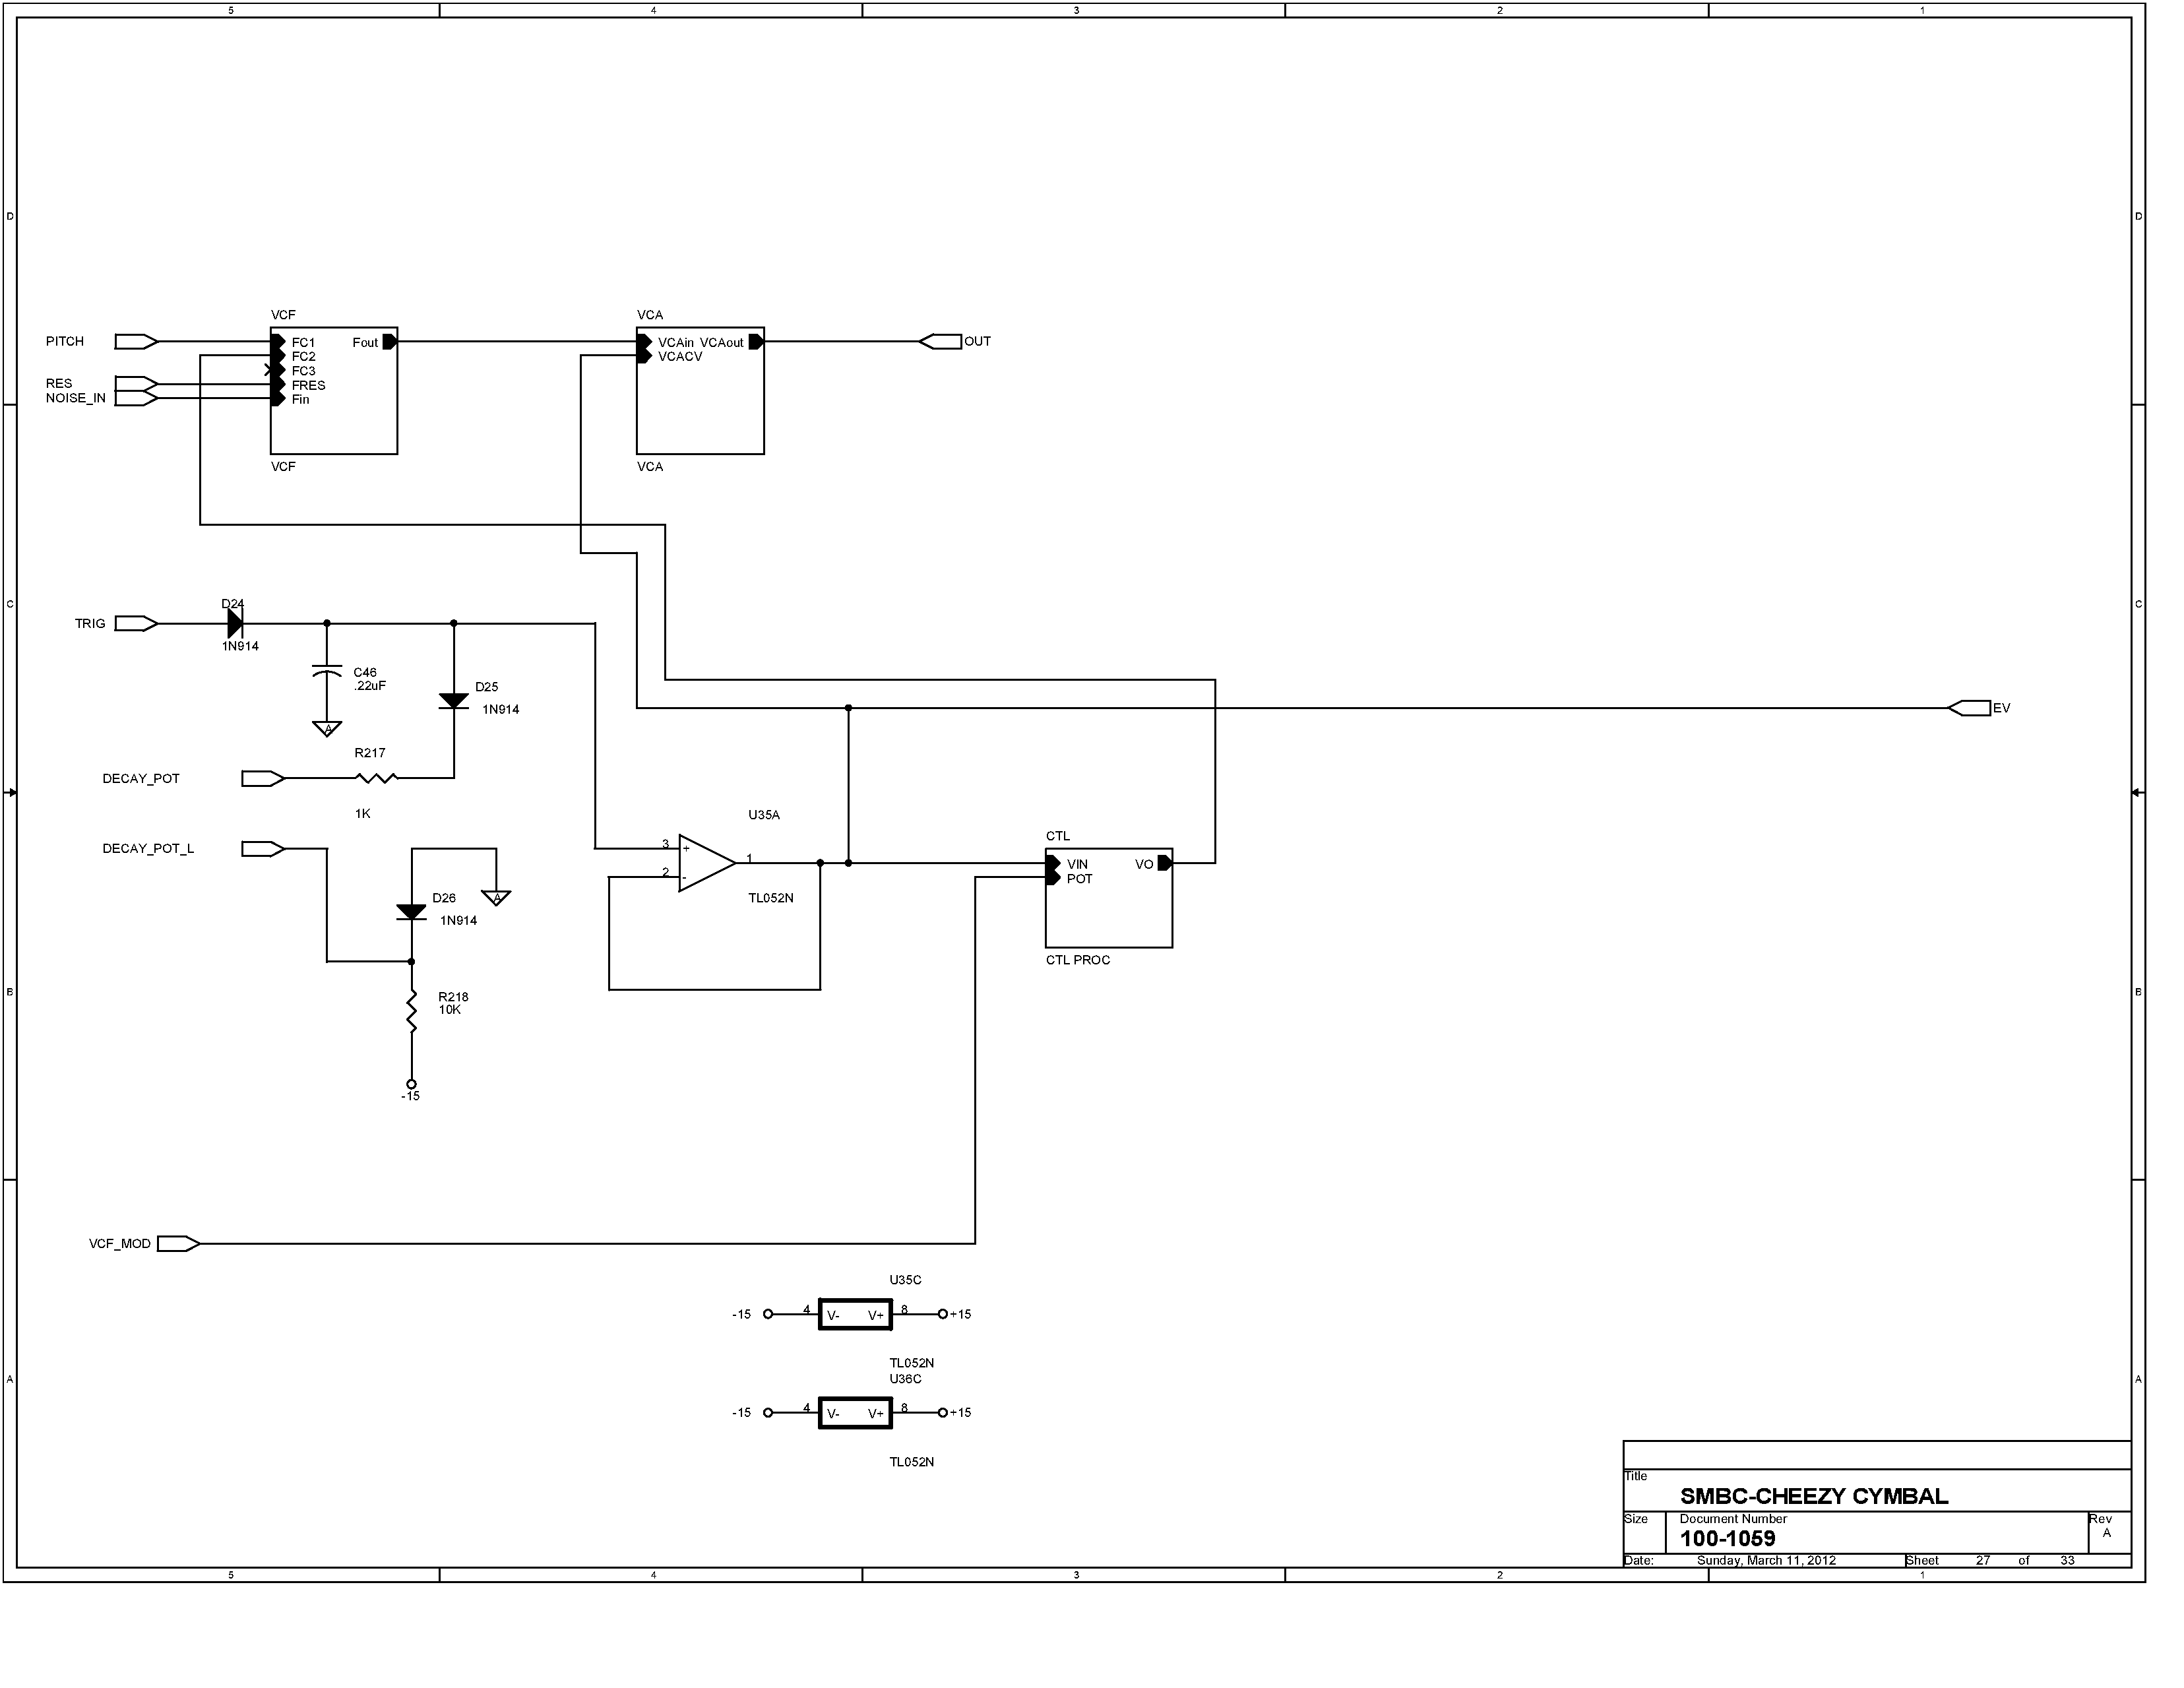 5 4 3 2 1
D D
VCF VCA
PITCH FC1 Fout VCAin VCAout OUT
FC2 VCACV
FC3
RES FRES
NOISE_IN Fin
VCF VCA
C C
D24
TRIG
1N914
C46
.22uF
D25
1N914
EV
A
R217
DECAY_POT
1K
U35A
CTL
DECAY_POT_L
3 +
1
2 -
VIN VO
POT
A
D26
1N914
TL052N
CTL PROC
B B
R218
10K
-15
VCF_MOD
U35C
-15 4 V- V+ 8 +15
TL052N
U36C
A A
-15 4 V- V+ 8 +15
TL052N
Title
SMBC-CHEEZY CYMBAL
Size Document Number Rev
100-1059 A
Date: Sunday, March 11, 2012 Sheet 27 of 33
5 4 3 2 1